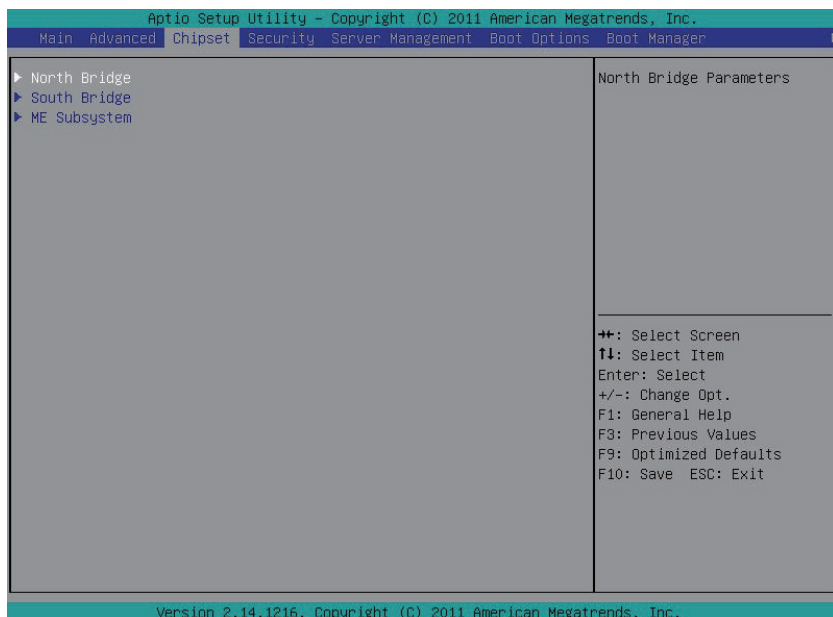 Aptio Setup Utility – Copyright (C) 2011 American Megatrends, Inc.
Main Advanced Chipset Security Server Management Boot Options Boot Manager
▶ North Bridge
▶ South Bridge
▶ ME Subsystem
North Bridge Parameters
→←: Select Screen
↑↓: Select Item
Enter: Select
+/-: Change Opt.
F1: General Help
F3: Previous Values
F9: Optimized Defaults
F10: Save ESC: Exit
Version 2.14.1216. Copyright (C) 2011 American Megatrends, Inc.